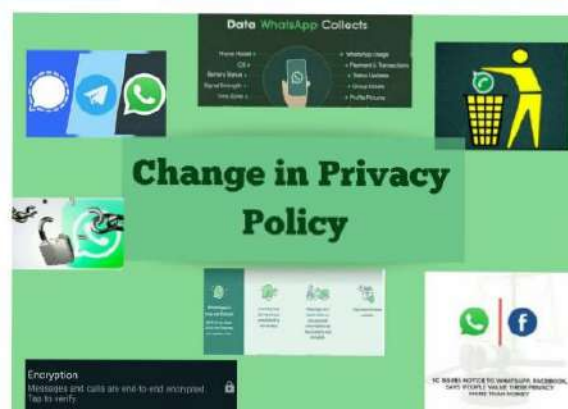 Data WhatsApp Collects
Phone Model
OS
Battery Status
Signal Strength
Time Zone
WhatsApp Usage
Payment & Transactions
Status Updates
Group Details
Profile Pictures
Change in Privacy
Policy
Encryption
Messages and calls are end-to-end encrypted.
Tap to verify.
SC ISSUES NOTICE TO WHATSAPP, FACEBOOK,
SAYS PEOPLE VALUE THEIR PRIVACY
MORE THAN MONEY